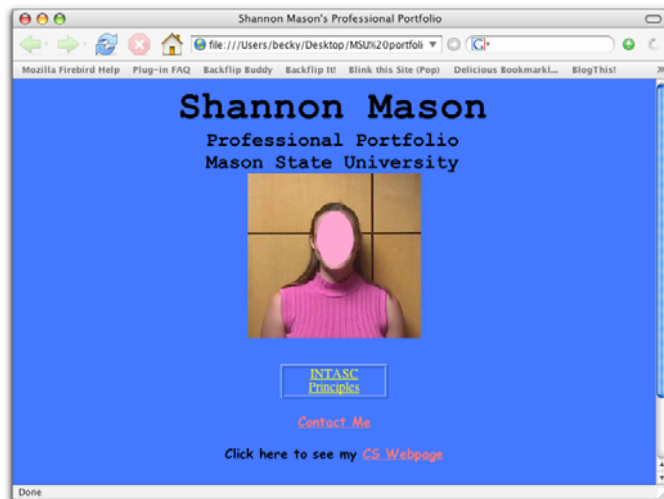 Shannon Mason's Professional Portfolio
file:///Users/becky/Desktop/MSU%20portfoli
G
Mozilla Firebird Help Plug-in FAQ Backflip Buddy Backflip It! Blink this Site (Pop) Delicious Bookmarkl... BlogThis!
Shannon Mason
Professional Portfolio
Mason State University
INTASC
Principles
Contact Me
Click here to see my CS Webpage
Done